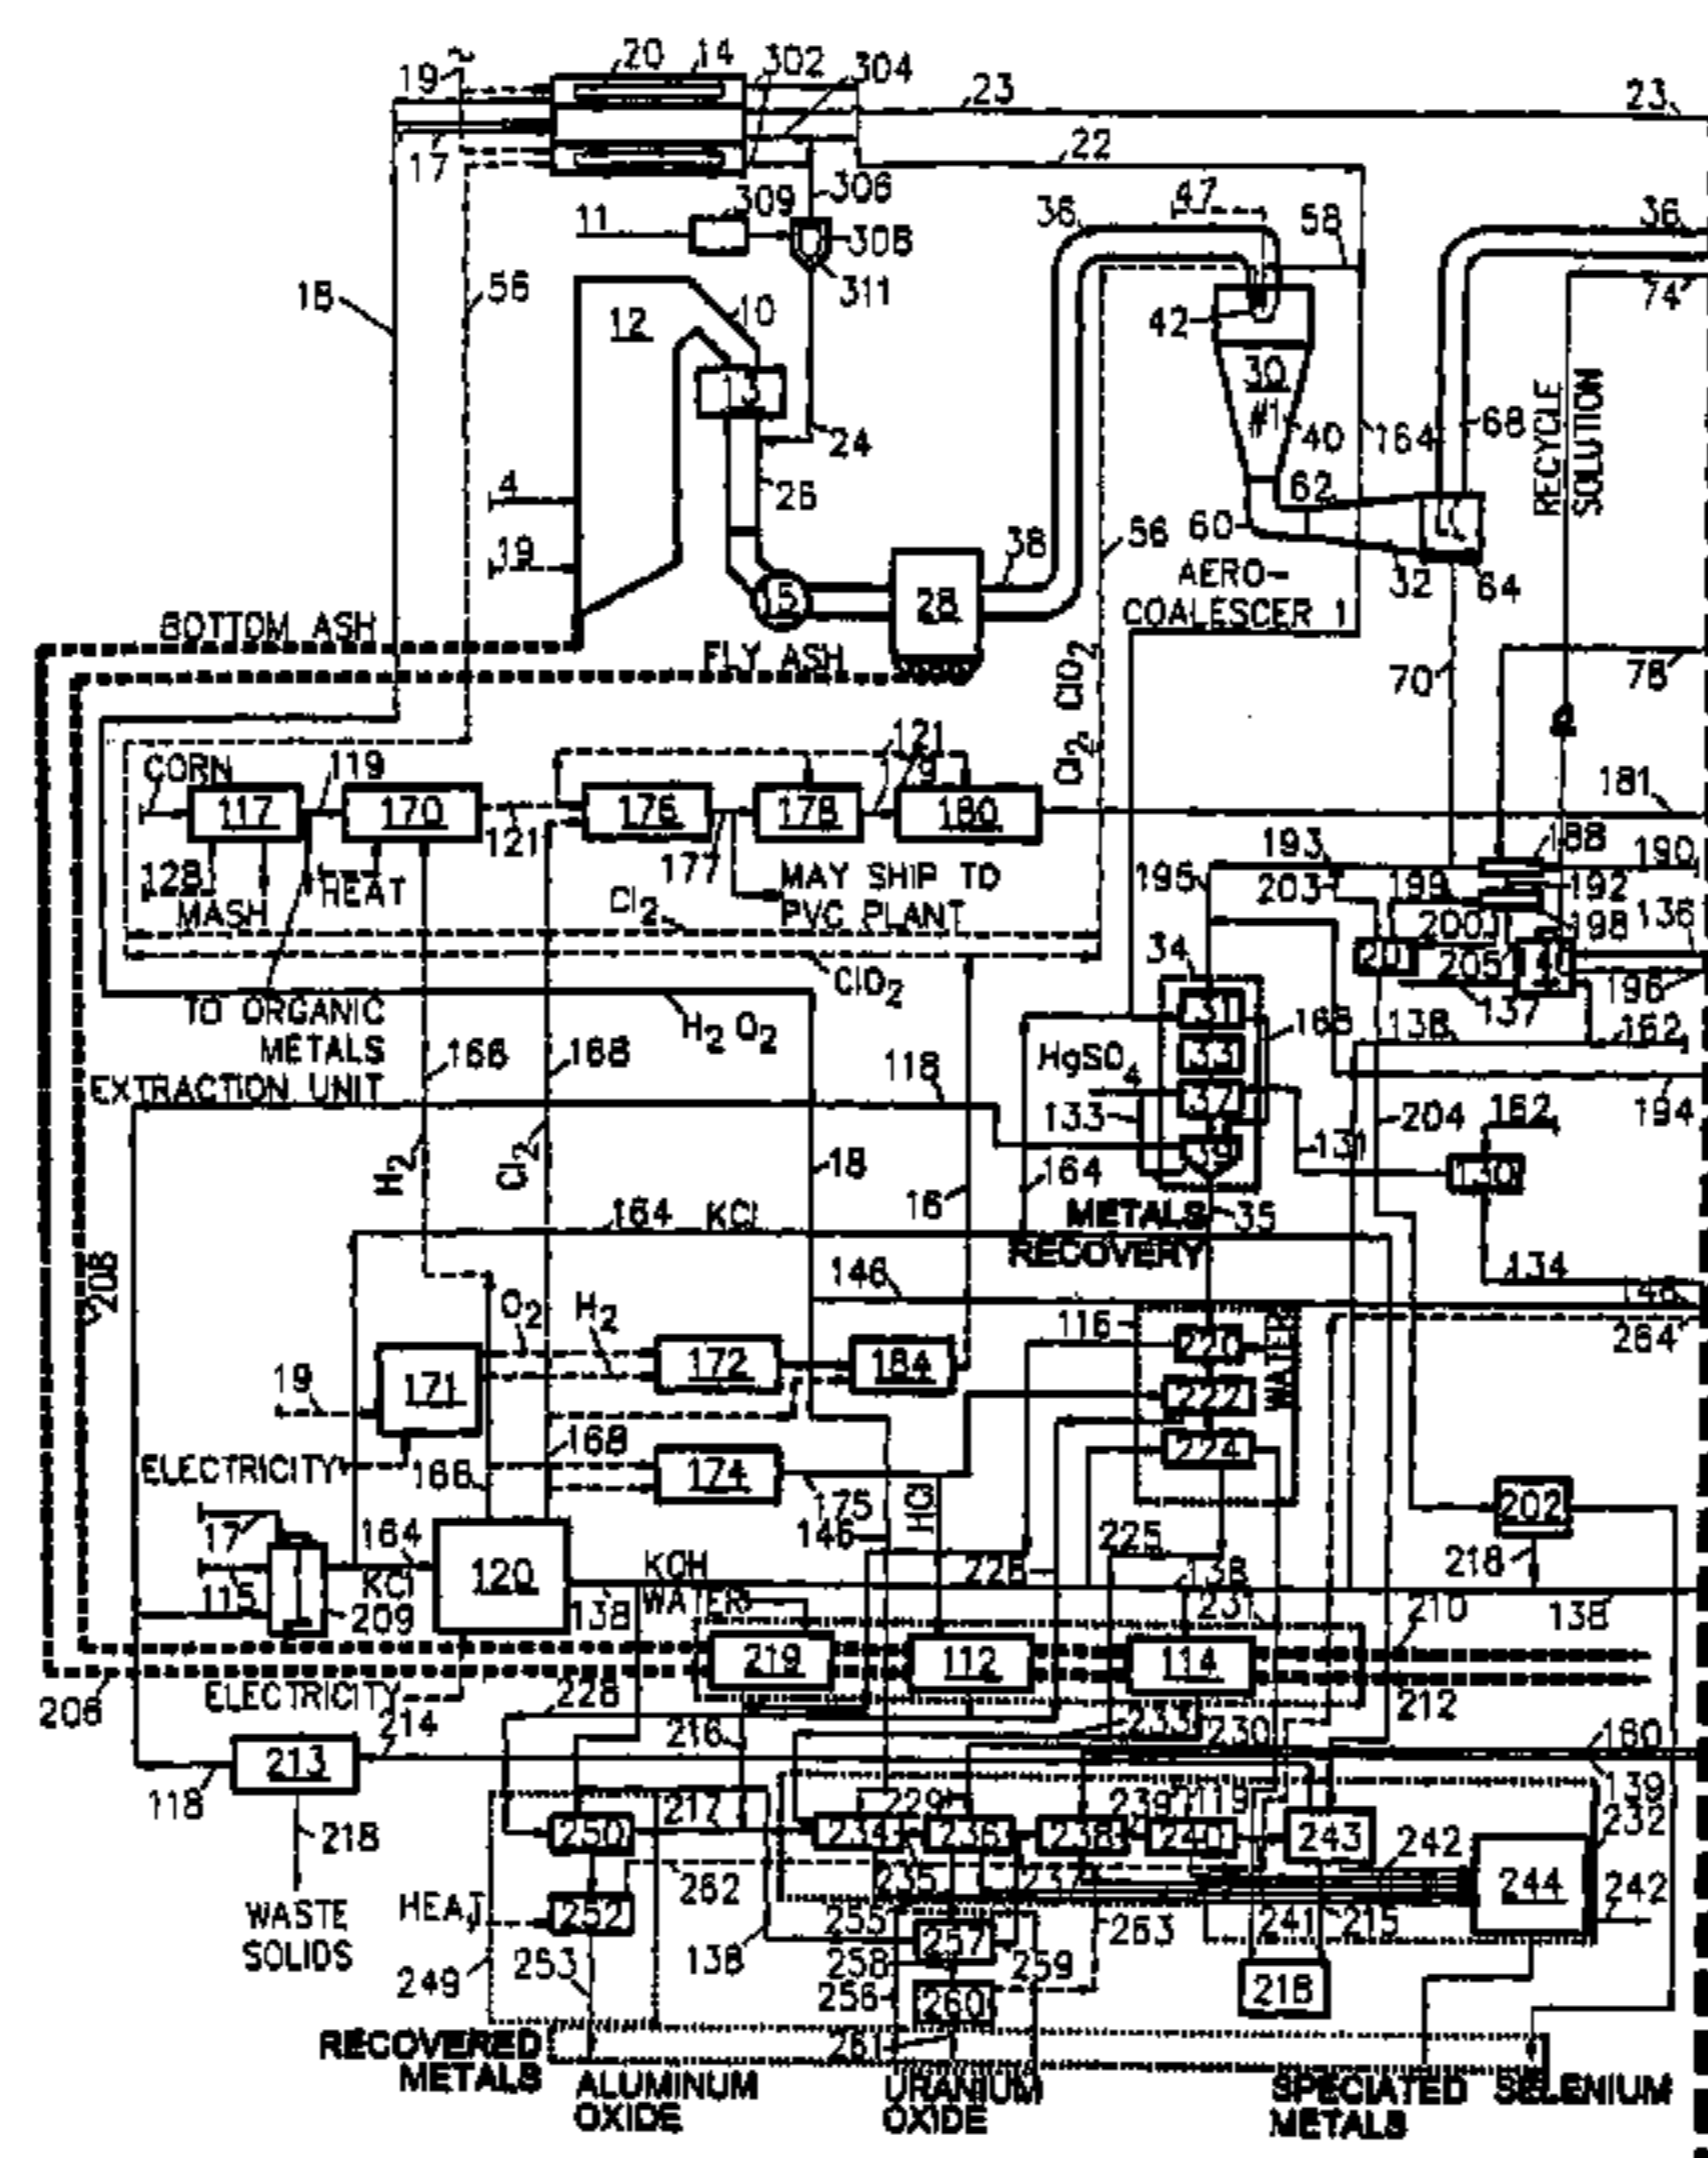 20 14 302 304
19 23 23
17 22
309 306 47
11 308 36 58 36
18 56 311 74
12 10 42
13 30
#1 40 24 164 68
RECYCLE
SOLUTION
4 26 62
19 60
15 28 38 56 32 64
AERO-
COALESCER 1
BOTTOM ASH
FLY ASH
Cl2 ClO2
70 78
CORN 119 121 19 181
117 170 176 178 180
121 177 193 188 190
128 HEAT MAY SHIP TO 195 203 199 192
MASH Cl2 PVC PLANT 200 198 136
34 201 205 140
ClO2 137 196
TO ORGANIC H2O2 31 165 138 162
METALS 166 168 HgSO4 33
EXTRACTION UNIT 118 37 194
133 204 162
H2 Cl2 18 39 131 130
16 164
164 KCl METALS 35
RECOVERY
208 146 134 146
O2 H2 116 220 WATER 264
172 184
19 171 222
168 224
ELECTRICITY 174
166 175 HCl 202
17 146
164 225 218
KCl 120 KOH 226 138
115 209 138 WATER 231 210 138
219 112 114
206 ELECTRICITY 228 212
214 216 233 230 160
213 139
118 217 229 239 119 232
218 250 234 236 238 240 243 242
262 235 237 244
HEAT 252 255 241 215 242
WASTE 257 263
SOLIDS 253 138 258 259
249 256 260 218
RECOVERED 261
METALS ALUMINUM URANIUM SPECIATED SELENIUM
OXIDE OXIDE METALS